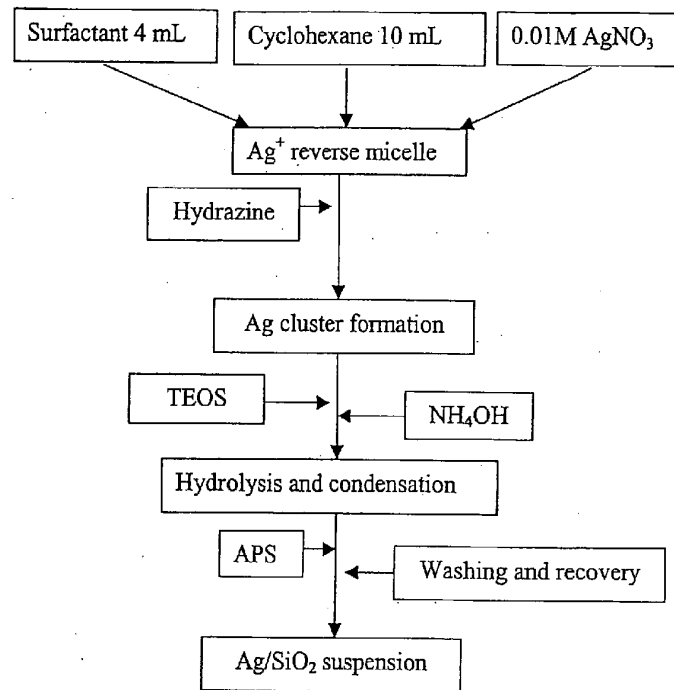 Surfactant 4 mL
Cyclohexane 10 mL
0.01M AgNO₃
Ag⁺ reverse micelle
Hydrazine
Ag cluster formation
TEOS
NH₄OH
Hydrolysis and condensation
APS
Washing and recovery
Ag/SiO₂ suspension